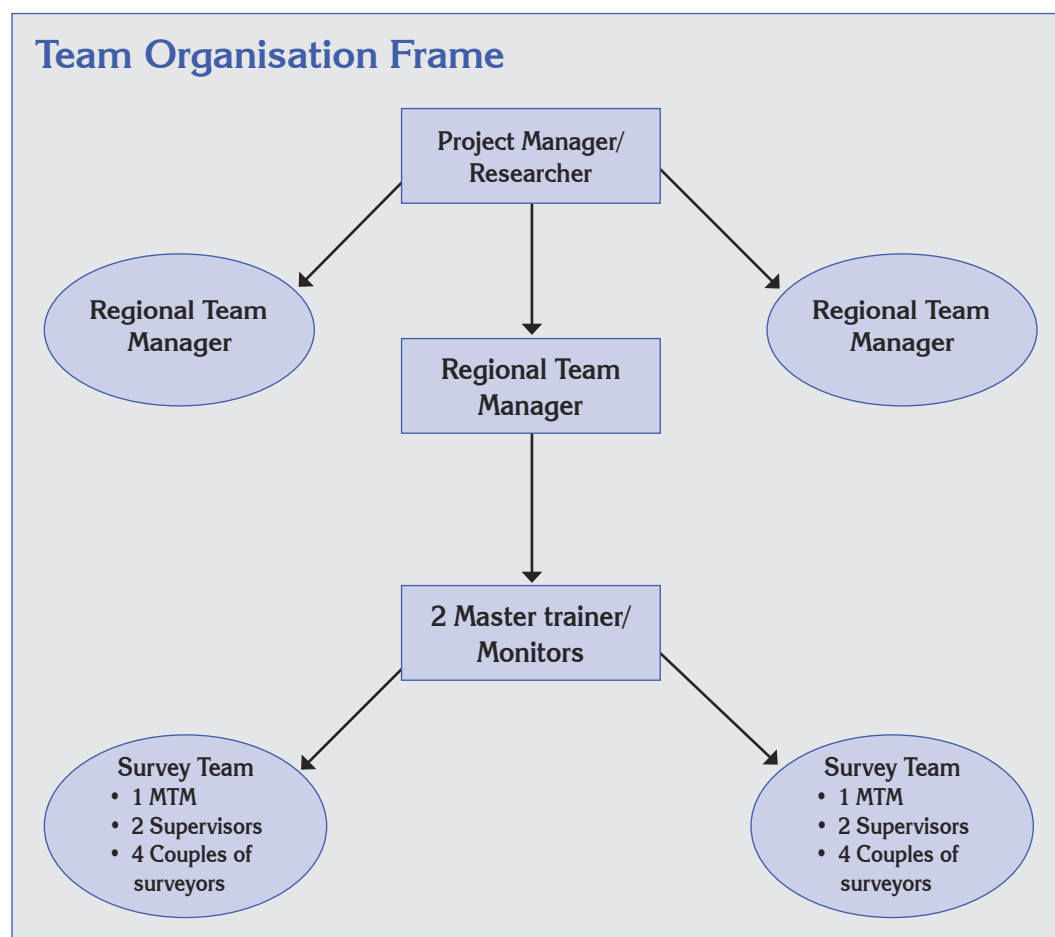 Team Organisation Frame
Project Manager/
Researcher
Regional Team
Manager
Regional Team
Manager
Regional Team
Manager
2 Master trainer/
Monitors
Survey Team
• 1 MTM
• 2 Supervisors
• 4 Couples of
surveyors
Survey Team
• 1 MTM
• 2 Supervisors
• 4 Couples of
surveyors